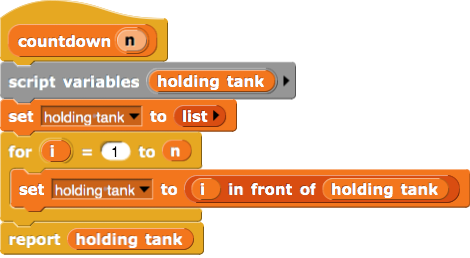 countdown n
script variables holding tank
set holding tank to list
for i = 1 to n
set holding tank to i in front of holding tank
report holding tank